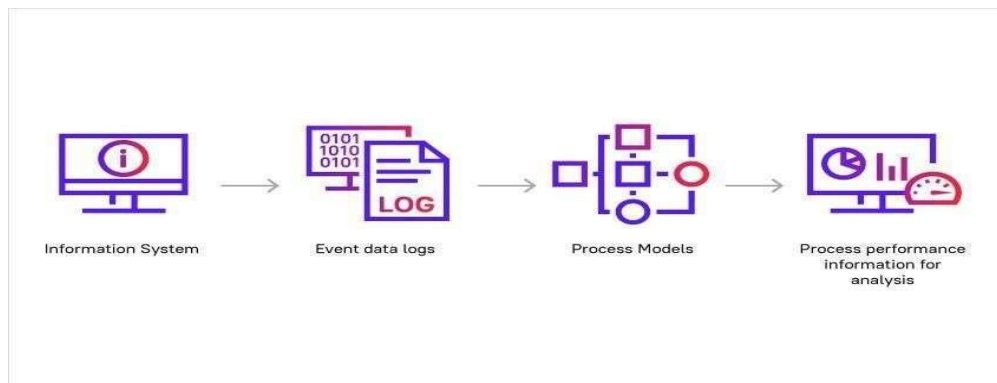 i
0101
1010
0101
LOG
Information System
Event data logs
Process Models
Process performance
information for
analysis